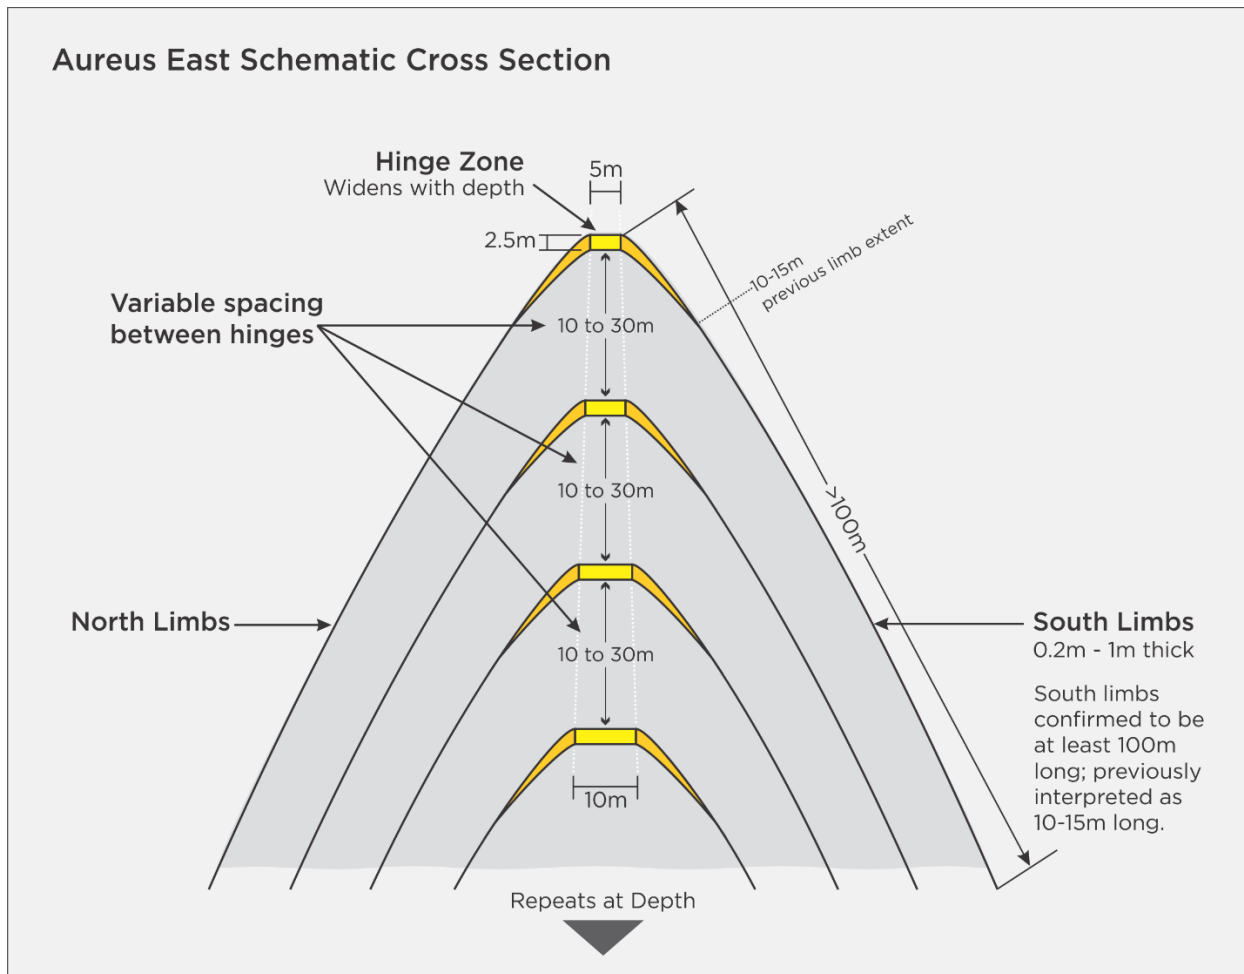 Aureus East Schematic Cross Section
Hinge Zone
Widens with depth
5m
2.5m
10-15m
previous limb extent
Variable spacing
between hinges
10 to 30m
10 to 30m
>100m
North Limbs
South Limbs
0.2m - 1m thick
10 to 30m
South limbs
confirmed to be
at least 100m
long; previously
interpreted as
10-15m long.
10m
Repeats at Depth